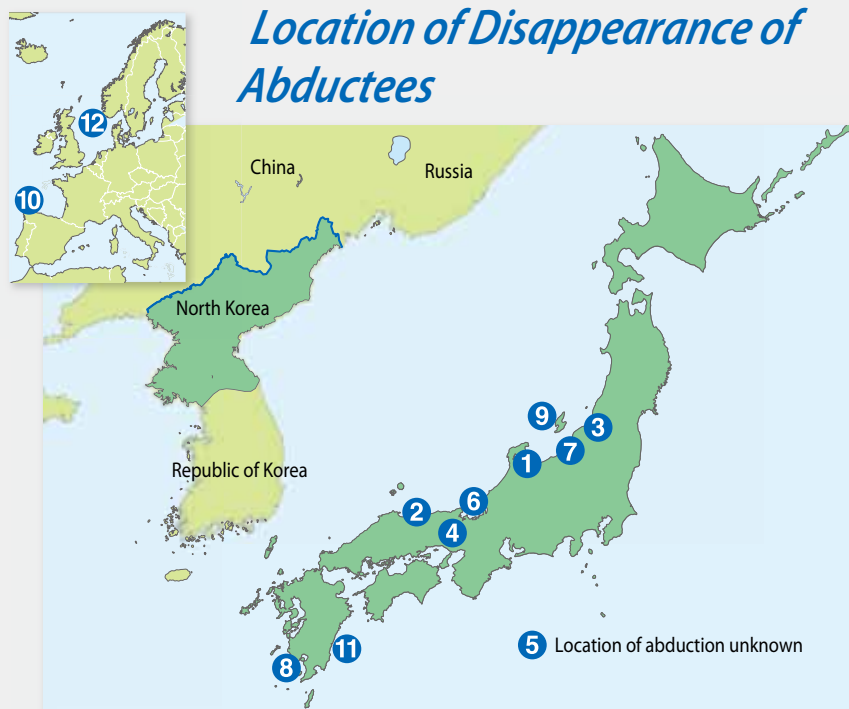 Location of Disappearance of
Abductees
12
10
China
Russia
North Korea
Republic of Korea
9
3
7
1
6
2
4
11
8
5 Location of abduction unknown